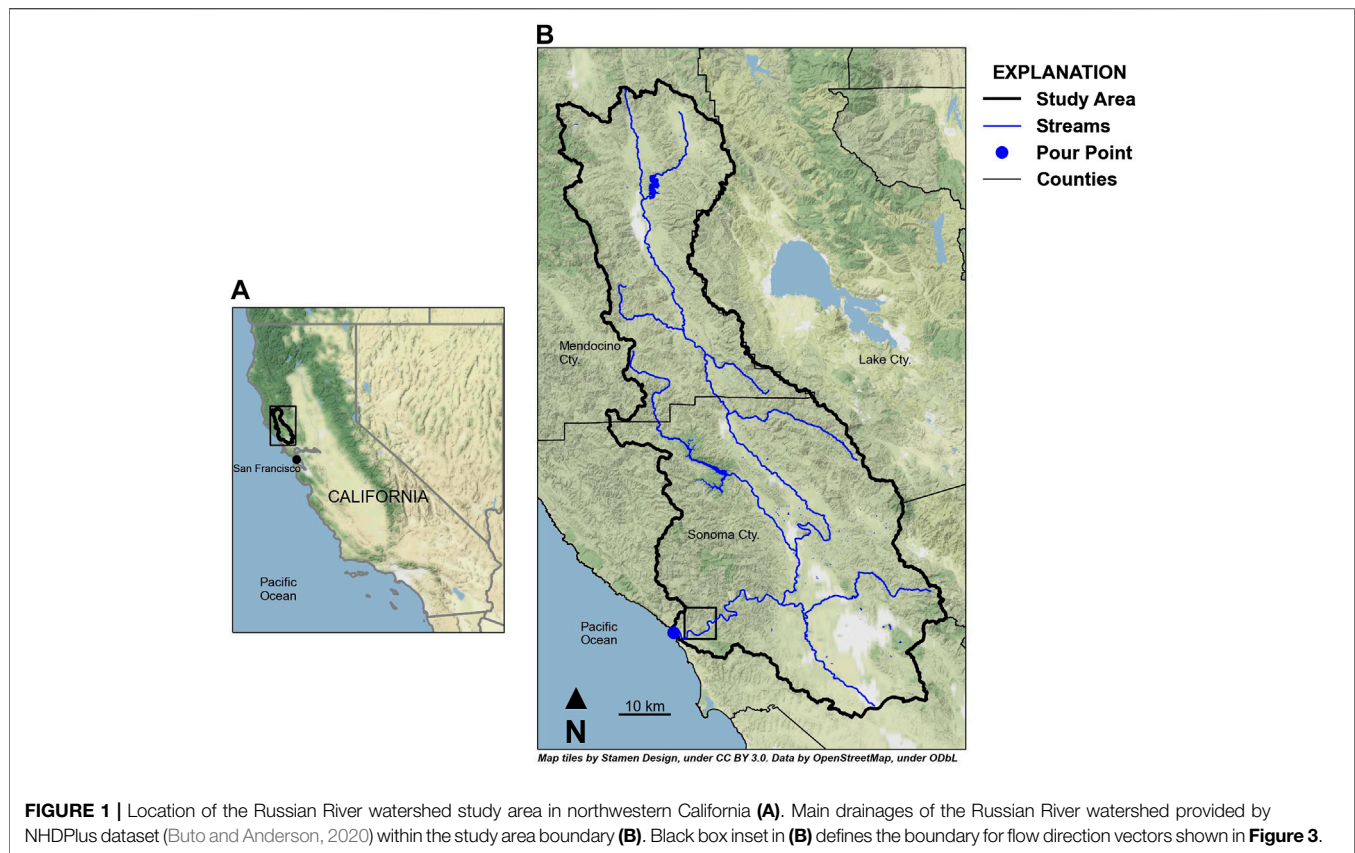 A
San Francisco
CALIFORNIA
Pacific
Ocean
B
Mendocino
Cty.
Lake Cty.
Sonoma Cty.
Pacific
Ocean
N
10 km
Map tiles by Stamen Design, under CC BY 3.0. Data by OpenStreetMap, under ODbL
EXPLANATION
Study Area
Streams
Pour Point
Counties
FIGURE 1 | Location of the Russian River watershed study area in northwestern California (A). Main drainages of the Russian River watershed provided by
NHDPlus dataset (Buto and Anderson, 2020) within the study area boundary (B). Black box inset in (B) defines the boundary for flow direction vectors shown in Figure 3.